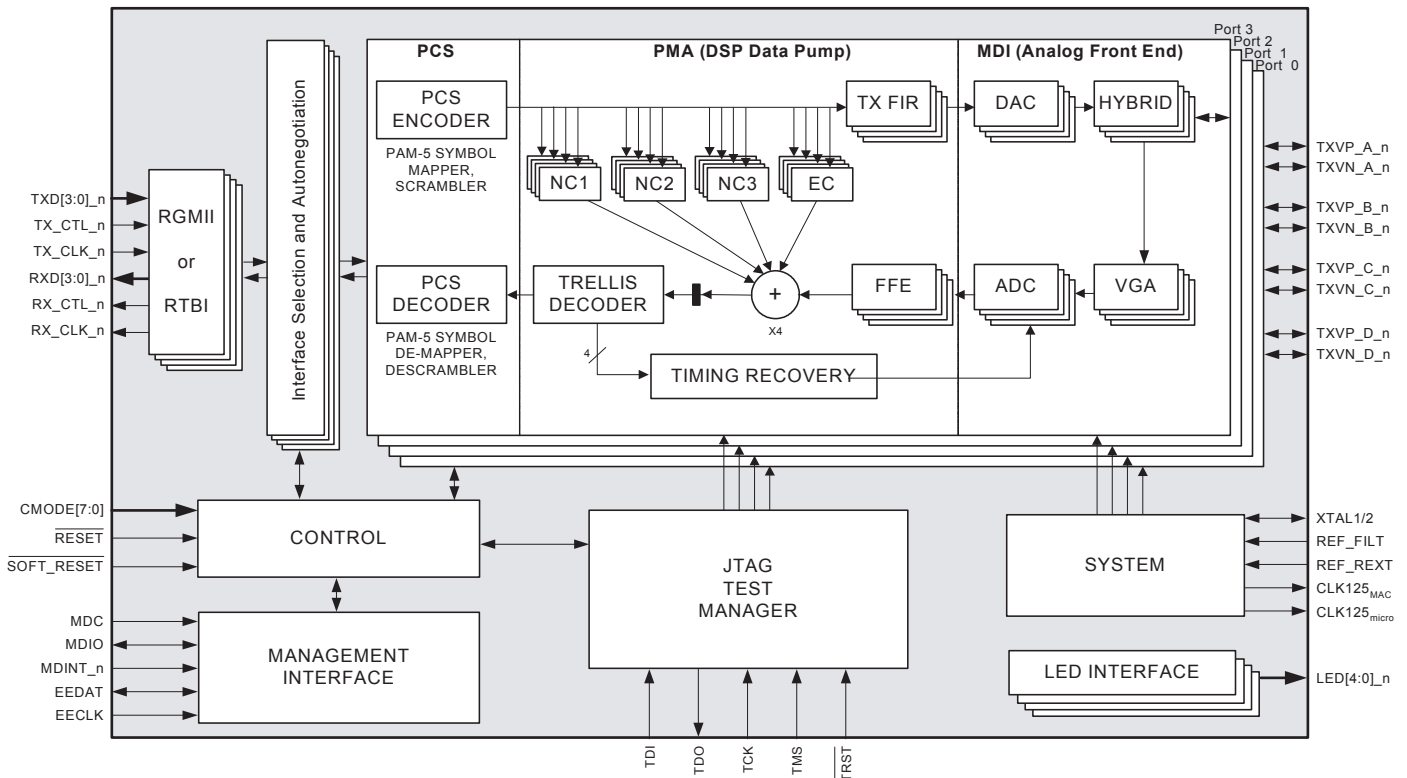 Port 3
Port 2
Port 1
Port 0
PCS
PMA (DSP Data Pump)
MDI (Analog Front End)
Interface Selection and Autonegotiation
PCS
ENCODER
PAM-5 SYMBOL
MAPPER,
SCRAMBLER
TX FIR
DAC
HYBRID
NC1
NC2
NC3
EC
TXD[3:0]_n
TX_CTL_n
TX_CLK_n
RXD[3:0]_n
RX_CTL_n
RX_CLK_n
RGMII
or
RTBI
PCS
DECODER
PAM-5 SYMBOL
DE-MAPPER,
DESCRAMBLER
TRELLIS
DECODER
+
X4
FFE
ADC
VGA
4
TIMING RECOVERY
TXVP_A_n
TXVN_A_n
TXVP_B_n
TXVN_B_n
TXVP_C_n
TXVN_C_n
TXVP_D_n
TXVN_D_n
CMODE[7:0]
RESET
SOFT_RESET
CONTROL
MDC
MDIO
MDINT_n
EEDAT
EECLK
MANAGEMENT
INTERFACE
JTAG
TEST
MANAGER
TDI
TDO
TCK
TMS
TRST
SYSTEM
XTAL1/2
REF_FILT
REF_REXT
CLK125MAC
CLK125micro
LED INTERFACE
LED[4:0]_n